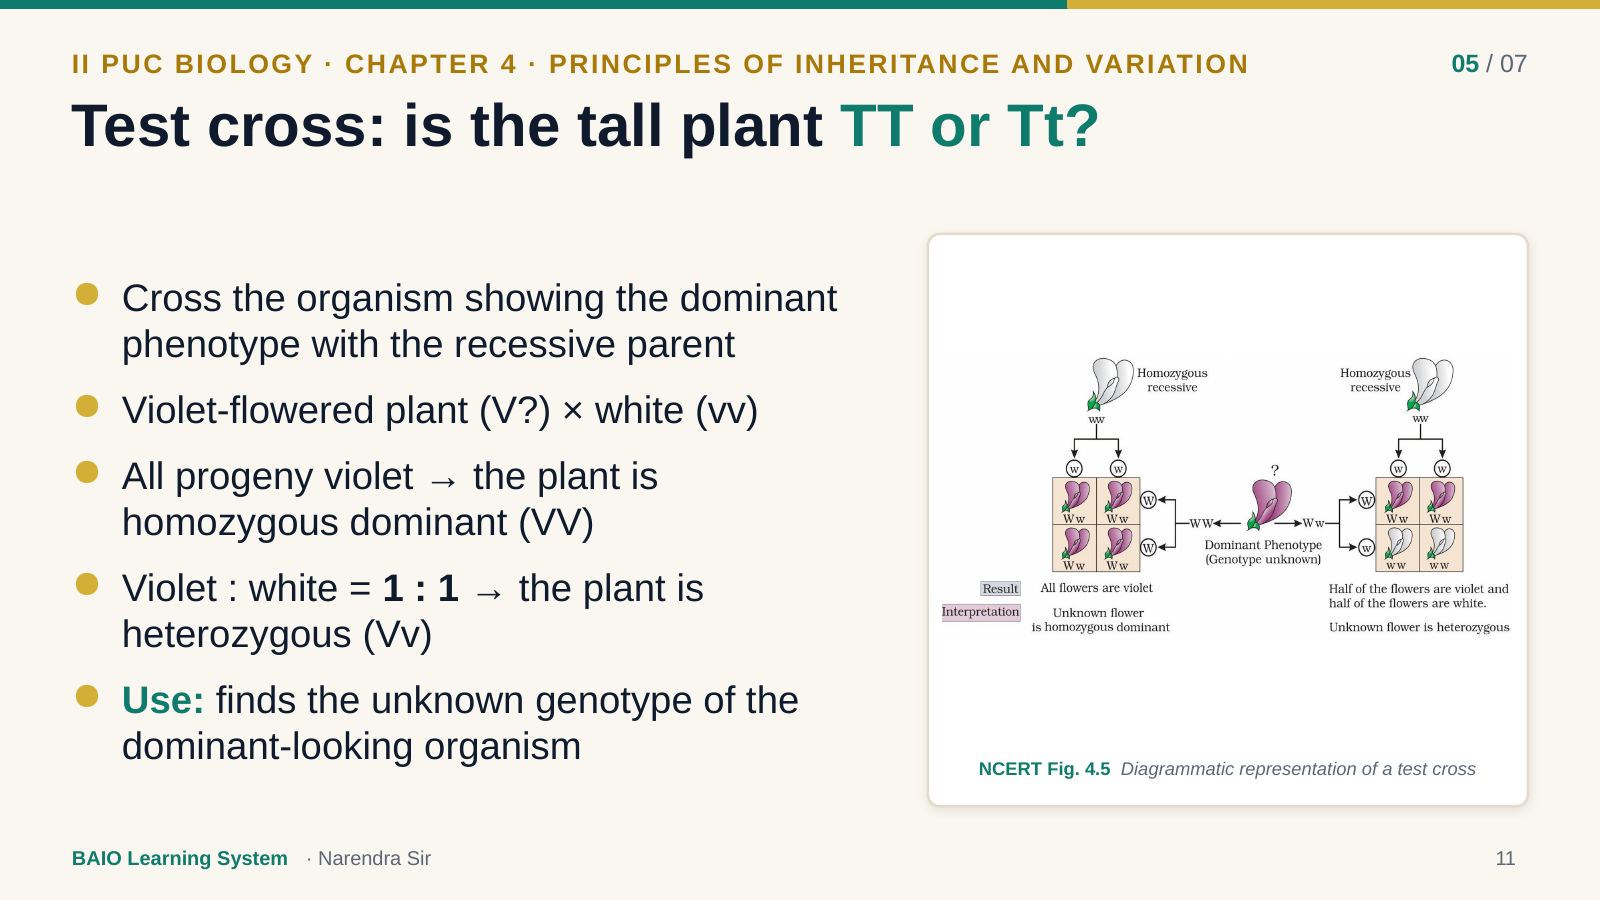 II PUC BIOLOGY · CHAPTER 4 · PRINCIPLES OF INHERITANCE AND VARIATION
05 / 07
Test cross: is the tall plant TT or Tt?
Cross the organism showing the dominant
phenotype with the recessive parent
Violet-flowered plant (V?) × white (vv)
All progeny violet → the plant is
homozygous dominant (VV)
Violet : white = 1 : 1 → the plant is
heterozygous (Vv)
Use: finds the unknown genotype of the
dominant-looking organism
Homozygous
recessive
ww
w w
W
W
Ww Ww
Ww Ww
WW
?
Ww
Dominant Phenotype
(Genotype unknown)
Homozygous
recessive
ww
w w
W
w
Ww Ww
ww ww
Result
All flowers are violet
Half of the flowers are violet and
half of the flowers are white.
Interpretation
Unknown flower
is homozygous dominant
Unknown flower is heterozygous
NCERT Fig. 4.5 Diagrammatic representation of a test cross
BAIO Learning System · Narendra Sir
11